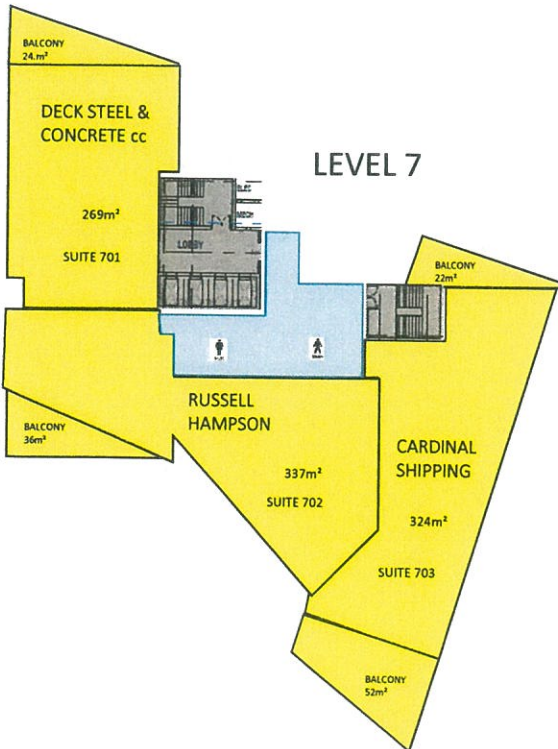 BALCONY
24.m²
DECK STEEL &
CONCRETE cc
LEVEL 7
ELEC
MECH
LOBBY
269m²
SUITE 701
BALCONY
22m²
RUSSELL
HAMPSON
BALCONY
36m²
CARDINAL
SHIPPING
337m²
SUITE 702
324m²
SUITE 703
BALCONY
52m²